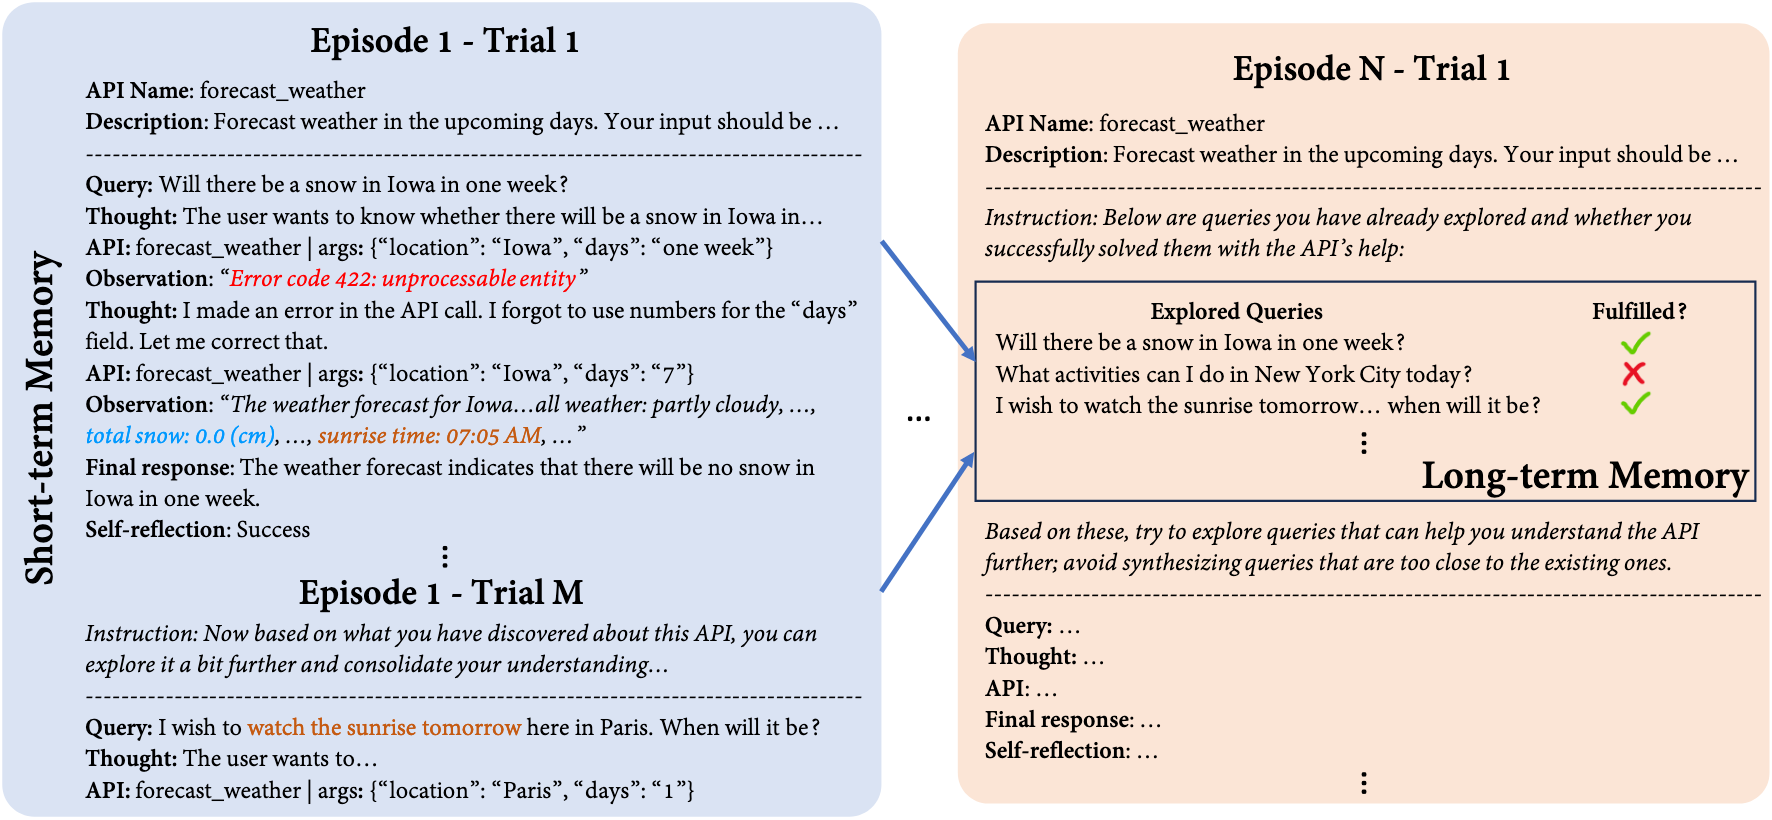 Short-term Memory
Episode 1 - Trial 1
API Name: forecast_weather
Description: Forecast weather in the upcoming days. Your input should be …
Query: Will there be a snow in Iowa in one week?
Thought: The user wants to know whether there will be a snow in Iowa in…
API: forecast_weather | args: {“location”: “Iowa”, “days”: “one week”}
Observation: “Error code 422: unprocessable entity”
Thought: I made an error in the API call. I forgot to use numbers for the “days”
field. Let me correct that.
API: forecast_weather | args: {“location”: “Iowa”, “days”: “7”}
Observation: “The weather forecast for Iowa…all weather: partly cloudy, …,
total snow: 0.0 (cm), …, sunrise time: 07:05 AM, … ”
Final response: The weather forecast indicates that there will be no snow in
Iowa in one week.
Self-reflection: Success
Episode 1 - Trial M
Instruction: Now based on what you have discovered about this API, you can
explore it a bit further and consolidate your understanding…
Query: I wish to watch the sunrise tomorrow here in Paris. When will it be?
Thought: The user wants to…
API: forecast_weather | args: {“location”: “Paris”, “days”: “1”}
…
Episode N - Trial 1
API Name: forecast_weather
Description: Forecast weather in the upcoming days. Your input should be …
Instruction: Below are queries you have already explored and whether you
successfully solved them with the API’s help:
Explored Queries Fulfilled?
Will there be a snow in Iowa in one week?
What activities can I do in New York City today?
I wish to watch the sunrise tomorrow… when will it be?
Long-term Memory
Based on these, try to explore queries that can help you understand the API
further; avoid synthesizing queries that are too close to the existing ones.
Query: …
Thought: …
API: …
Final response: …
Self-reflection: …